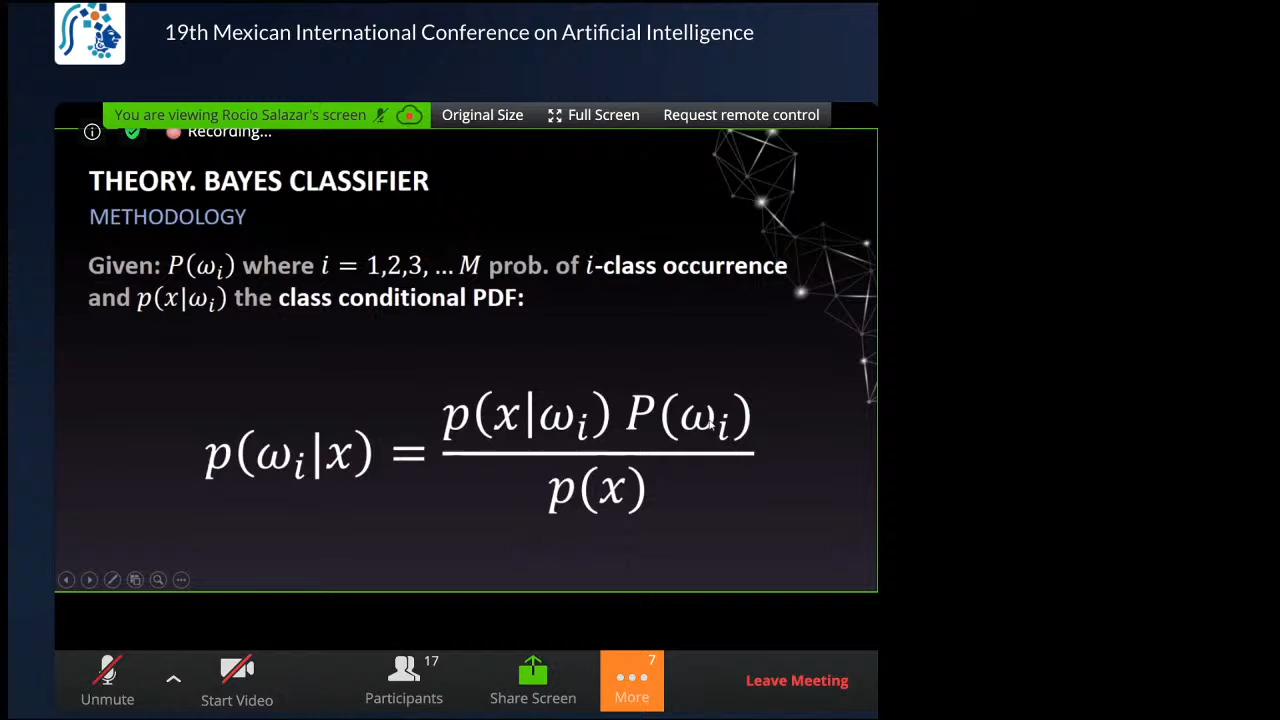 19th Mexican International Conference on Artificial Intelligence
You are viewing Rocio Salazar's screen Original Size Full Screen Request remote control
Recording...
THEORY. BAYES CLASSIFIER
METHODOLOGY
Given: P(ωᵢ) where i = 1,2,3, … M prob. of i-class occurrence
and p(x|ωᵢ) the class conditional PDF:
p(ωᵢ|x) = p(x|ωᵢ) P(ωᵢ) / p(x)
17 7
Unmute Start Video Participants Share Screen More Leave Meeting